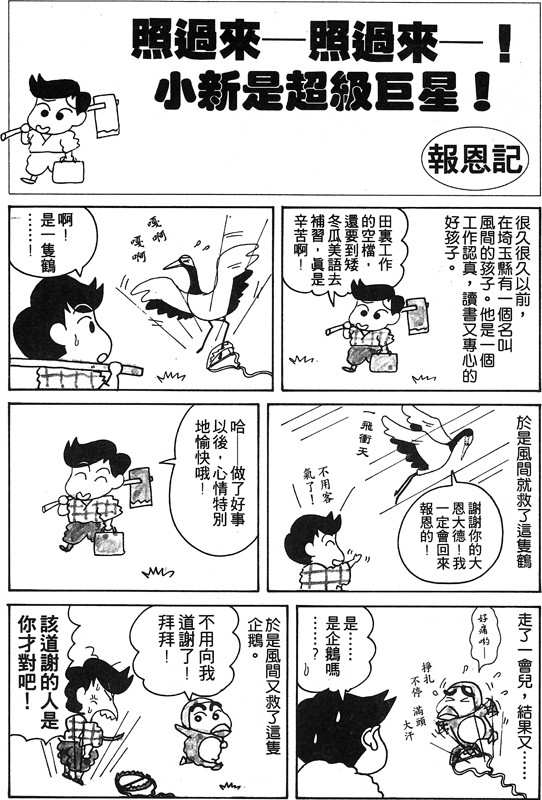 照過來─照過來─！
小新是超級巨星！
報恩記
很久很久以前，
在埼玉縣有一個名叫
風間的孩子。他是一個
工作認真，讀書又專心的
好孩子。
田裏工作
的空檔，
還要到矮
冬瓜美語去
補習，真是
辛苦啊！
嘎啊
嘎啊
啊！
是一隻鶴
……！
於是風間就救了這隻鶴
一飛衝天
謝謝你的大
恩大德！我
一定會回來
報恩的！
不用客
氣了！
哈─做了好事
以後，心情特別
地愉快哦！
走了一會兒，結果又……
好痛喲─
掙扎
不停
滿頭
大汗
是……
是企鵝嗎
……？
於是風間又救了這隻
企鵝。
不用向我
道謝了！
拜拜！
該道謝的人是
你才對吧！